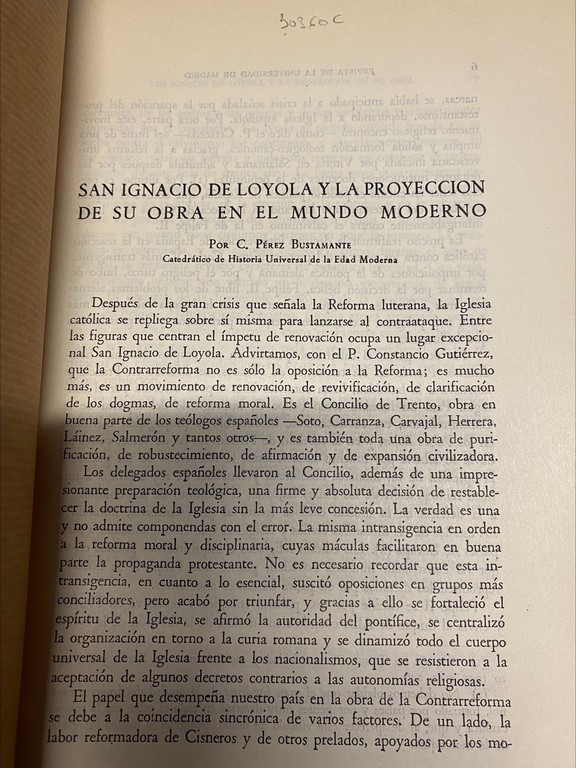 30360 C
SAN IGNACIO DE LOYOLA Y LA PROYECCION
DE SU OBRA EN EL MUNDO MODERNO
Por C. Pérez Bustamante
Catedrático de Historia Universal de la Edad Moderna
Después de la gran crisis que señala la Reforma luterana, la Iglesia
católica se repliega sobre sí misma para lanzarse al contraataque. Entre
las figuras que centran el ímpetu de renovación ocupa un lugar excepcio-
nal San Ignacio de Loyola. Advirtamos, con el P. Constancio Gutiérrez,
que la Contrarreforma no es sólo la oposición a la Reforma; es mucho
más, es un movimiento de renovación, de revivificación, de clarificación
de los dogmas, de reforma moral. Es el Concilio de Trento, obra en
buena parte de los teólogos españoles —Soto, Carranza, Carvajal, Herrera,
Láinez, Salmerón y tantos otros—, y es también toda una obra de puri-
ficación, de robustecimiento, de afirmación y de expansión civilizadora.
Los delegados españoles llevaron al Concilio, además de una impre-
sionante preparación teológica, una firme y absoluta decisión de restable-
cer la doctrina de la Iglesia sin la más leve concesión. La verdad es una
y no admite componendas con el error. La misma intransigencia en orden
a la reforma moral y disciplinaria, cuyas máculas facilitaron en buena
parte la propaganda protestante. No es necesario recordar que esta in-
transigencia, en cuanto a lo esencial, suscitó oposiciones en grupos más
conciliadores, pero acabó por triunfar, y gracias a ello se fortaleció el
espíritu de la Iglesia, se afirmó la autoridad del pontífice, se centralizó
la organización en torno a la curia romana y se dinamizó todo el cuerpo
universal de la Iglesia frente a los nacionalismos, que se resistieron a la
aceptación de algunos decretos contrarios a las autonomías religiosas.
El papel que desempeña nuestro país en la obra de la Contrarreforma
se debe a la coincidencia sincrónica de varios factores. De un lado, la
labor reformadora de Cisneros y de otros prelados, apoyados por los mo-